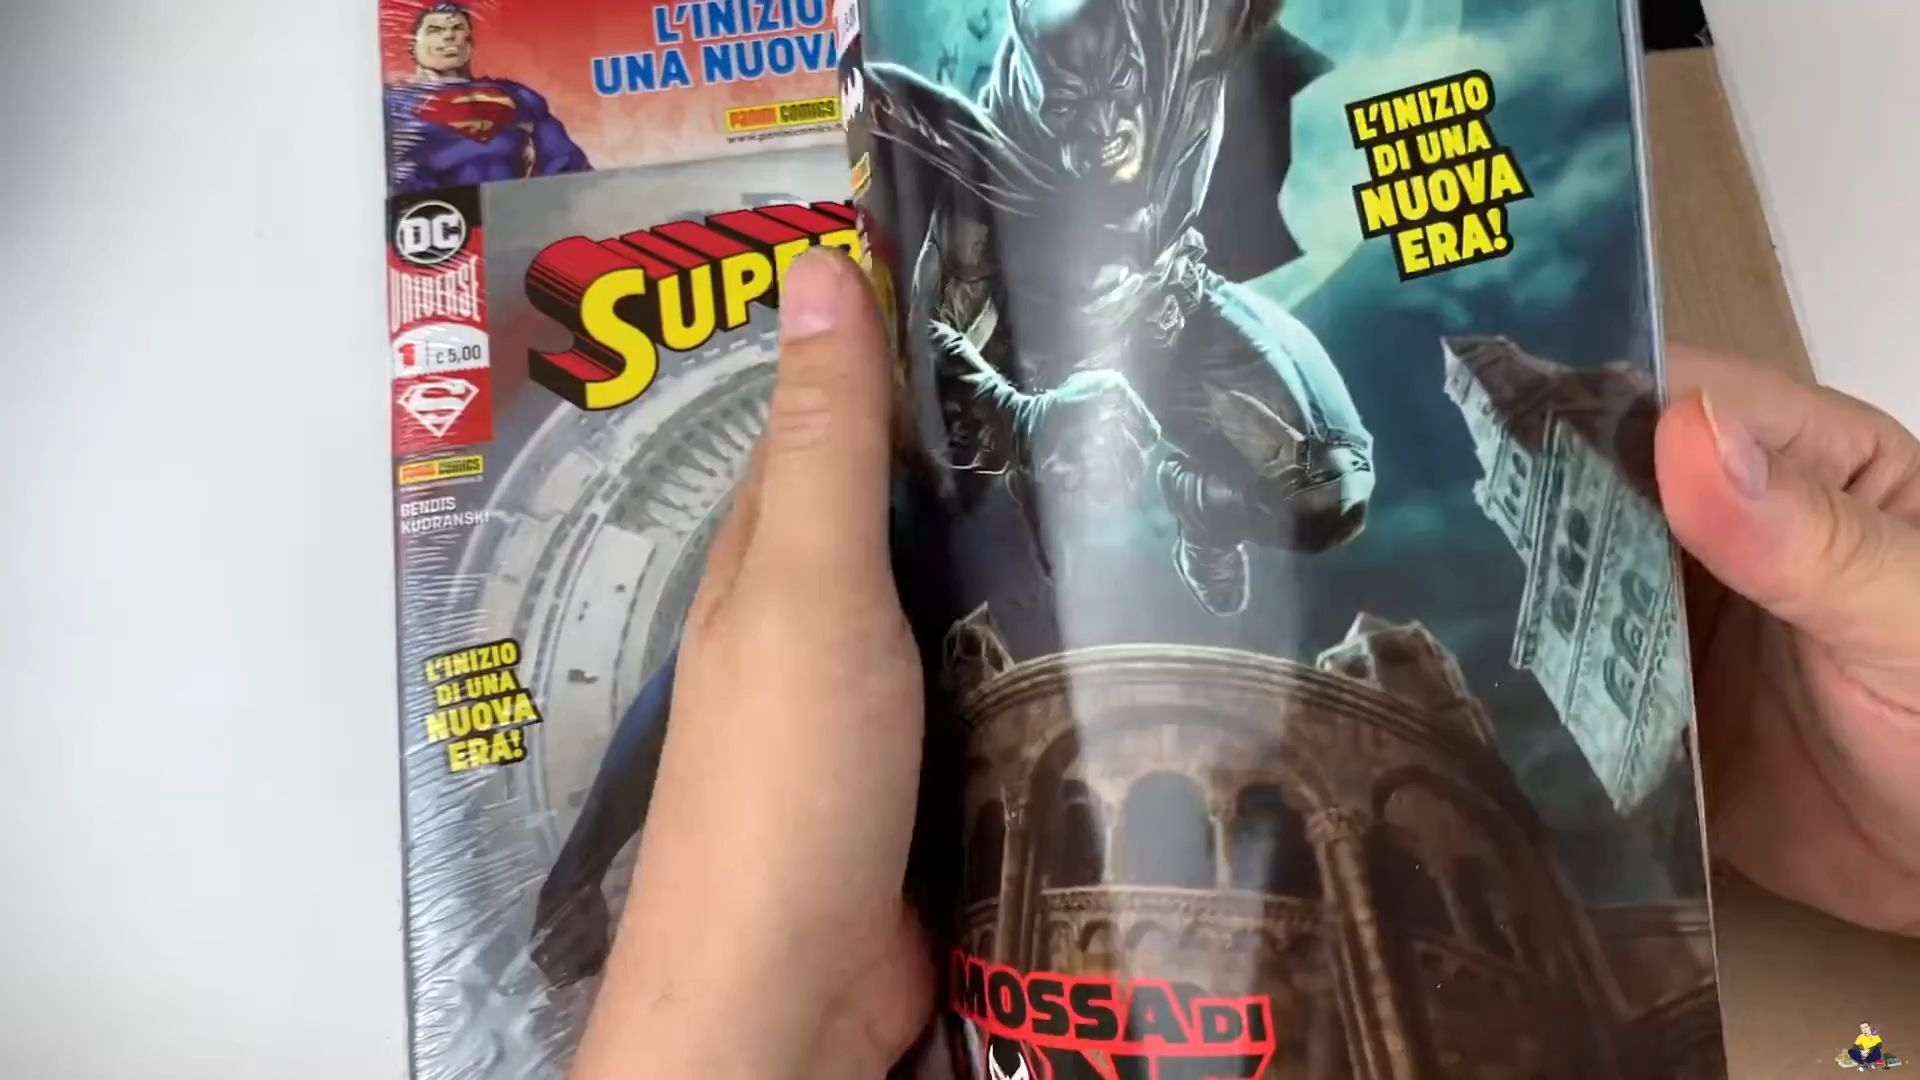 L'INIZIO
UNA NUOVA
PANINI COMICS
DC
UNIVERSE
1 € 5,00
SUPER
PANINI COMICS
BENDIS
KUDRANSKI
L'INIZIO
DI UNA
NUOVA
ERA!
L'INIZIO
DI UNA
NUOVA
ERA!
MOSSA DI